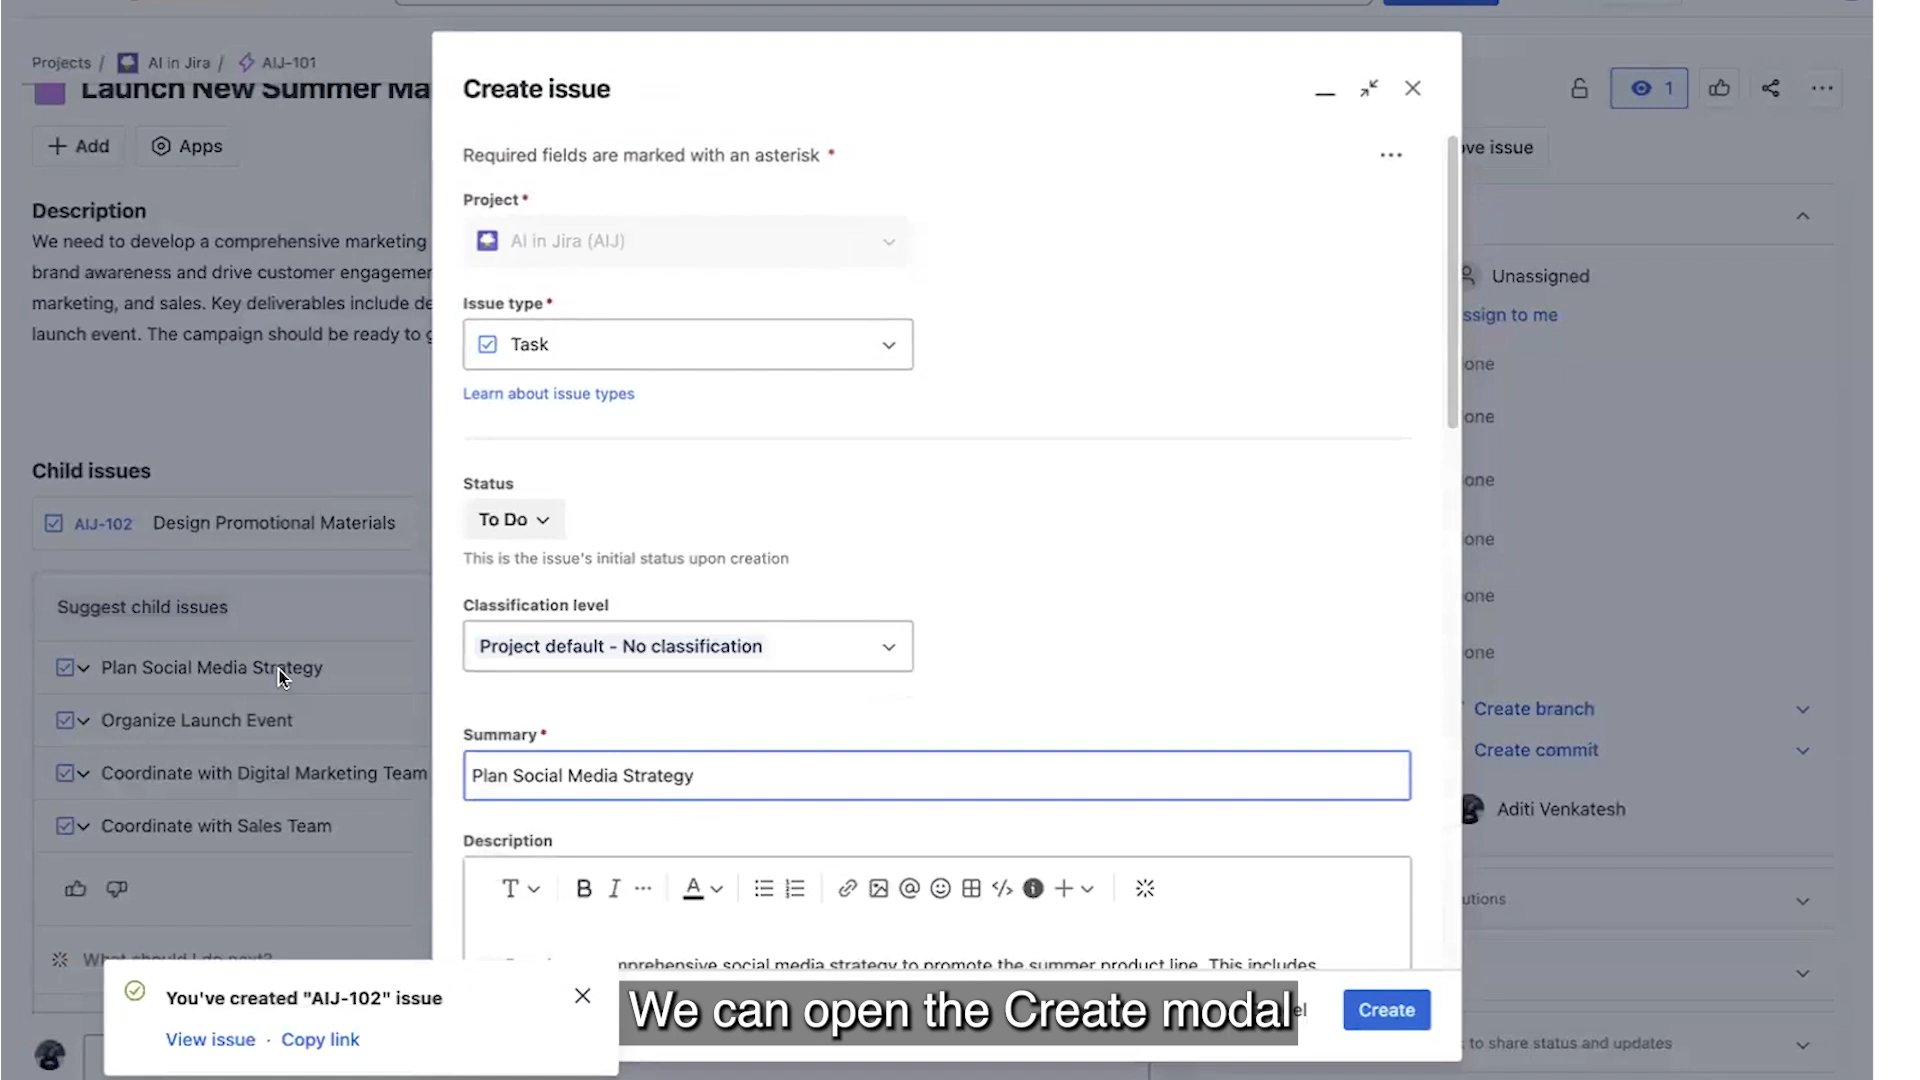 Projects / AI in Jira / AIJ-101
Launch New Summer Ma
Add Apps
Description
We need to develop a comprehensive marketing
brand awareness and drive customer engagemen
marketing, and sales. Key deliverables include de
launch event. The campaign should be ready to g
Child issues
AIJ-102 Design Promotional Materials
Suggest child issues
Plan Social Media Strategy
Organize Launch Event
Coordinate with Digital Marketing Team
Coordinate with Sales Team
What should I do next?
You've created "AIJ-102" issue
View issue · Copy link
Create issue
Required fields are marked with an asterisk *
Project *
AI in Jira (AIJ)
Issue type *
Task
Learn about issue types
Status
To Do
This is the issue's initial status upon creation
Classification level
Project default - No classification
Summary *
Plan Social Media Strategy
Description
mprehensive social media strategy to promote the summer product line. This includes
We can open the Create modal
el
Create
1
ove issue
Unassigned
ssign to me
one
one
one
one
one
one
Create branch
Create commit
Aditi Venkatesh
utions
to share status and updates